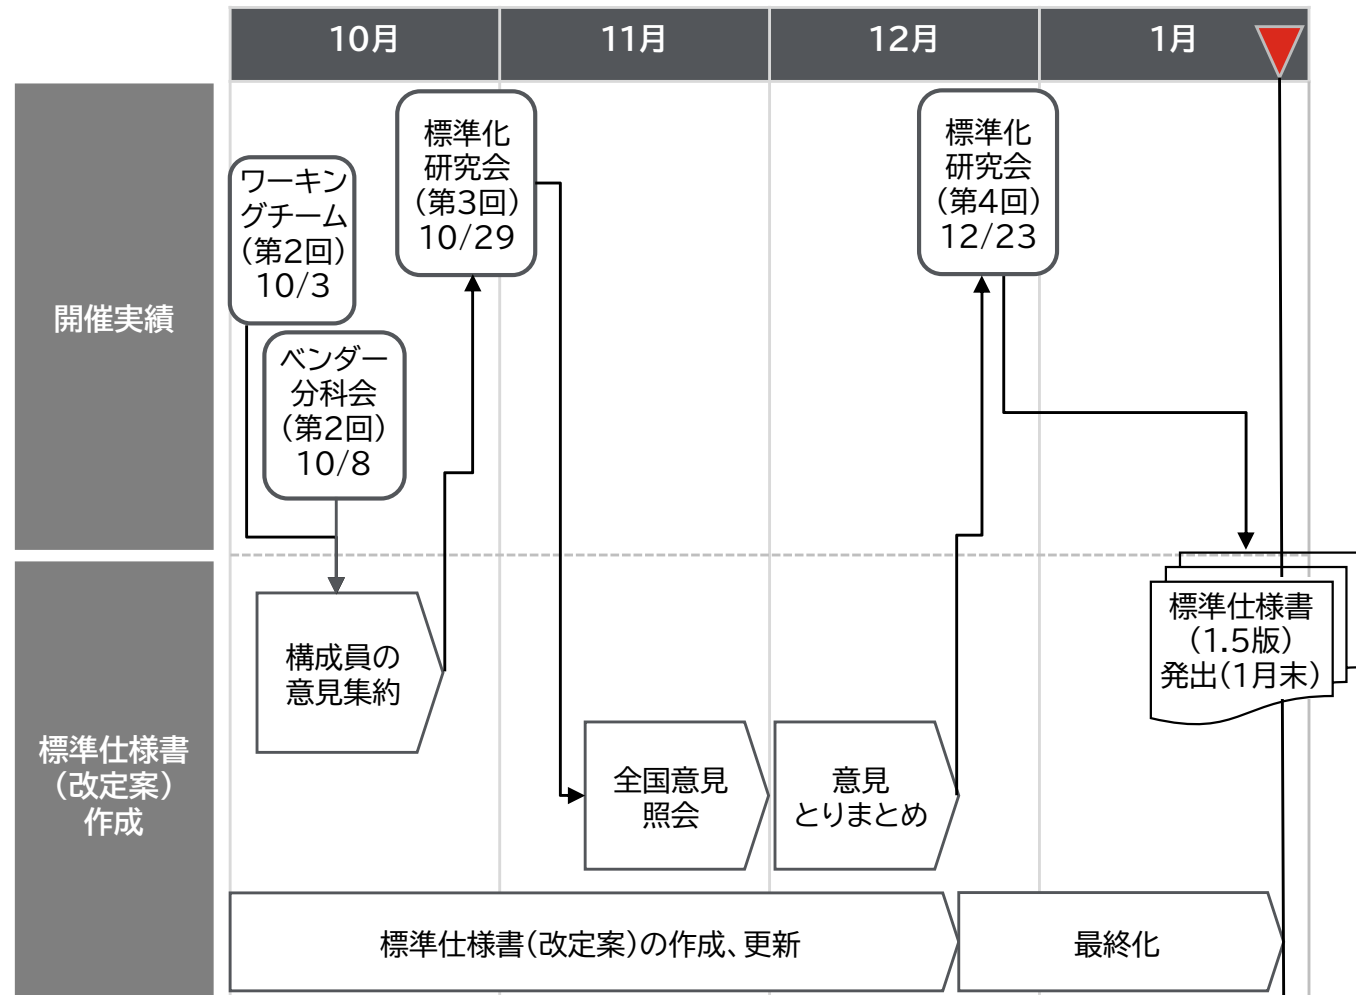 10月
11月
12月
1月
開催実績
ワーキン
グチーム
(第2回)
10/3
ベンダー
分科会
(第2回)
10/8
標準化
研究会
(第3回)
10/29
標準化
研究会
(第4回)
12/23
標準仕様書
(改定案)
作成
構成員の
意見集約
全国意見
照会
意見
とりまとめ
標準仕様書
(1.5版)
発出(1月末)
標準仕様書(改定案)の作成、更新
最終化